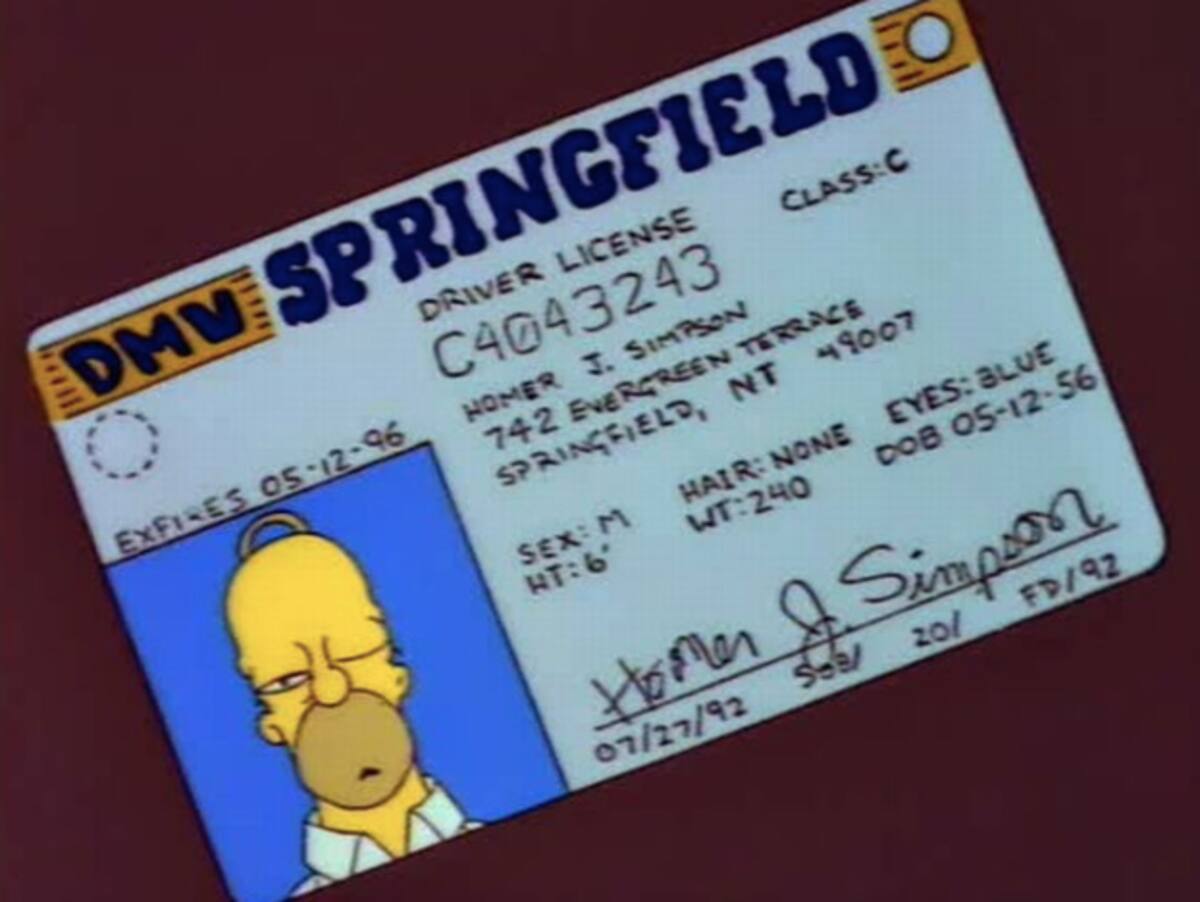 DMV SPRINGFIELD
DRIVER LICENSE CLASS:C
C4043243
HOMER J. SIMPSON
742 EVERGREEN TERRACE
SPRINGFIELD, NT 49007
EXPIRES 05-12-96
SEX: M HAIR: NONE EYES: BLUE
HT: 6' WT: 240 DOB 05-12-56
Homer J. Simpson
07/27/92 201 FD/92